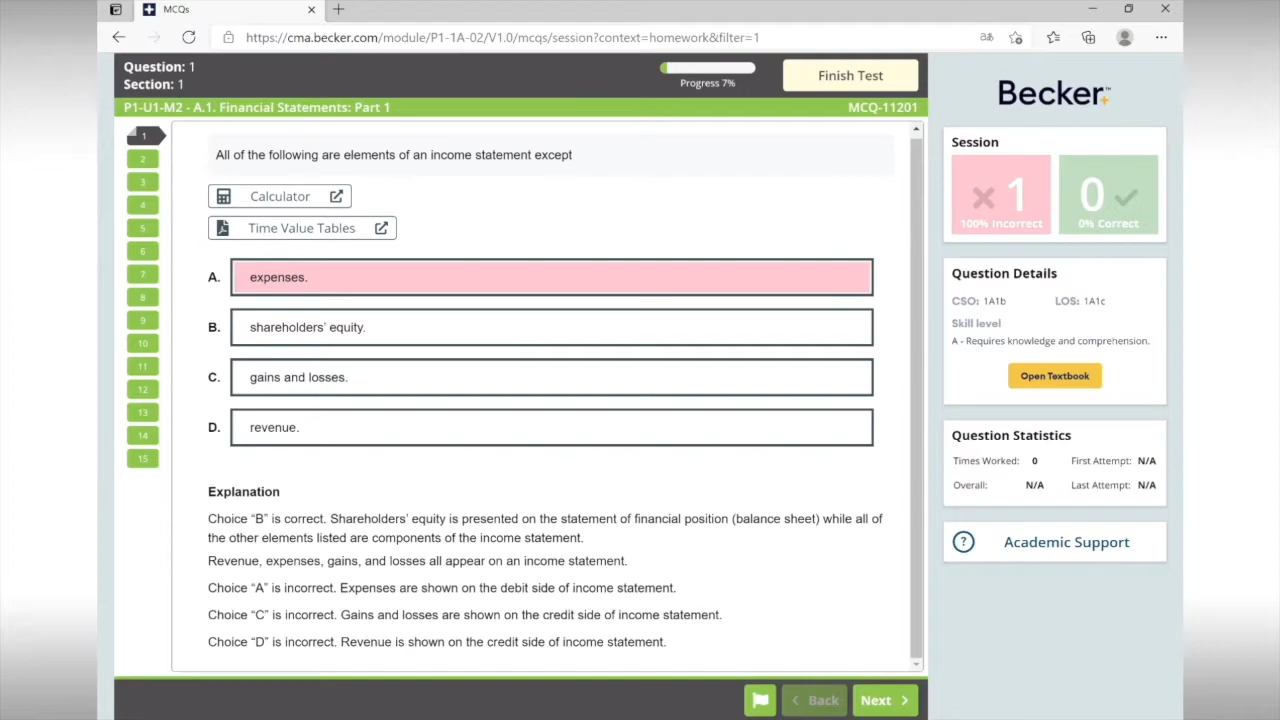 MCQs
https://cma.becker.com/module/P1-1A-02/V1.0/mcqs/session?context=homework&filter=1
Question: 1
Section: 1
Progress 7%
Finish Test
P1-U1-M2 - A.1. Financial Statements: Part 1
MCQ-11201
1
2
3
4
5
6
7
8
9
10
11
12
13
14
15
All of the following are elements of an income statement except
Calculator
Time Value Tables
A. expenses.
B. shareholders' equity.
C. gains and losses.
D. revenue.
Explanation
Choice "B" is correct. Shareholders' equity is presented on the statement of financial position (balance sheet) while all of
the other elements listed are components of the income statement.
Revenue, expenses, gains, and losses all appear on an income statement.
Choice "A" is incorrect. Expenses are shown on the debit side of income statement.
Choice "C" is incorrect. Gains and losses are shown on the credit side of income statement.
Choice "D" is incorrect. Revenue is shown on the credit side of income statement.
Back
Next
Becker
Session
1
100% Incorrect
0
0% Correct
Question Details
CSO: 1A1b LOS: 1A1c
Skill level
A - Requires knowledge and comprehension.
Open Textbook
Question Statistics
Times Worked: 0 First Attempt: N/A
Overall: N/A Last Attempt: N/A
? Academic Support